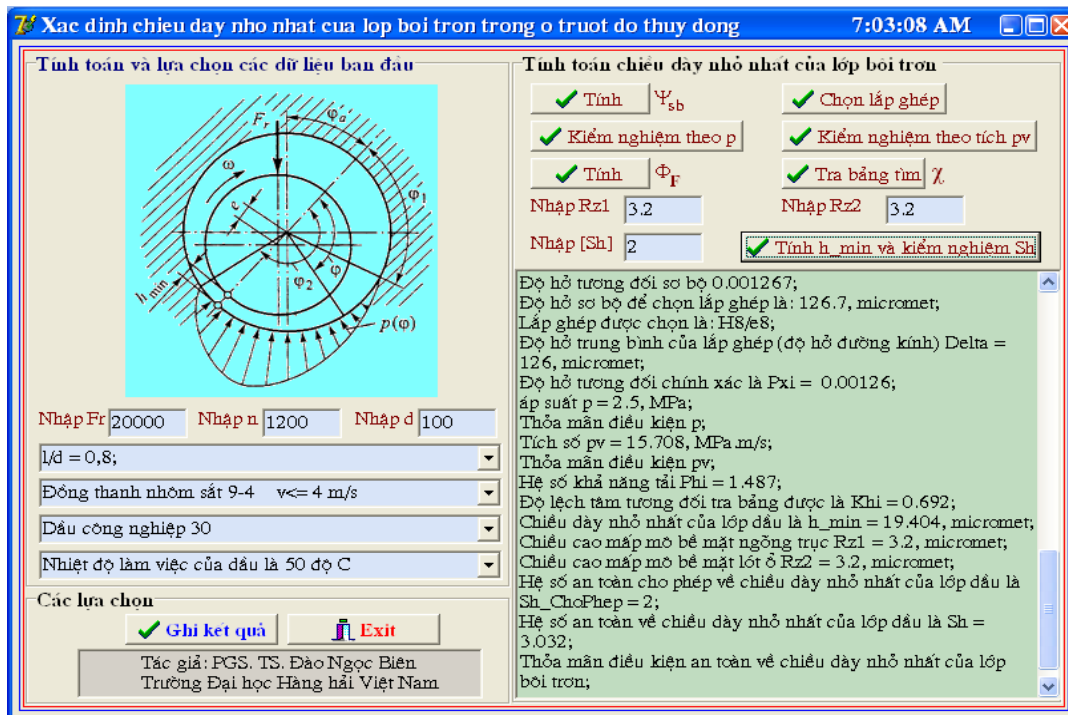 Xac dinh chieu day nho nhat cua lop boi tron trong o truot do thuy dong 7:03:08 AM
Tính toán và lựa chọn các dữ liệu ban đầu
F_r
φ_a
ω
e
φ_1
φ
φ_2
h_min
p(φ)
Nhập Fr 20000 Nhập n 1200 Nhập d 100
l/d = 0,8;
Đồng thanh nhôm sắt 9-4 v<= 4 m/s
Dầu công nghiệp 30
Nhiệt độ làm việc của dầu là 50 độ C
Các lựa chọn
Ghi kết quả Exit
Tác giả: PGS. TS. Đào Ngọc Biên
Trường Đại học Hàng hải Việt Nam
Tính toán chiều dày nhỏ nhất của lớp bôi trơn
Tính Ψsb Chọn lắp ghép
Kiểm nghiệm theo p Kiểm nghiệm theo tích pv
Tính ΦF Tra bảng tìm χ
Nhập Rz1 3.2 Nhập Rz2 3.2
Nhập [Sh] 2 Tính h_min và kiểm nghiệm Sh
Độ hở tương đối sơ bộ 0.001267;
Độ hở sơ bộ để chọn lắp ghép là: 126.7, micromet;
Lắp ghép được chọn là: H8/e8;
Độ hở trung bình của lắp ghép (độ hở đường kính) Delta =
126, micromet;
Độ hở tương đối chính xác là Pxi = 0.00126;
áp suất p = 2.5, MPa;
Thỏa mãn điều kiện p;
Tích số pv = 15.708, MPa.m/s;
Thỏa mãn điều kiện pv;
Hệ số khả năng tải Phi = 1.487;
Độ lệch tâm tương đối tra bảng được là Khi = 0.692;
Chiều dày nhỏ nhất của lớp dầu là h_min = 19.404, micromet;
Chiều cao mấp mô bề mặt ngõng trục Rz1 = 3.2, micromet;
Chiều cao mấp mô bề mặt lót ổ Rz2 = 3.2, micromet;
Hệ số an toàn cho phép về chiều dày nhỏ nhất của lớp dầu là
Sh_ChoPhep = 2;
Hệ số an toàn về chiều dày nhỏ nhất của lớp dầu là Sh =
3.032;
Thỏa mãn điều kiện an toàn về chiều dày nhỏ nhất của lớp
bôi trơn;